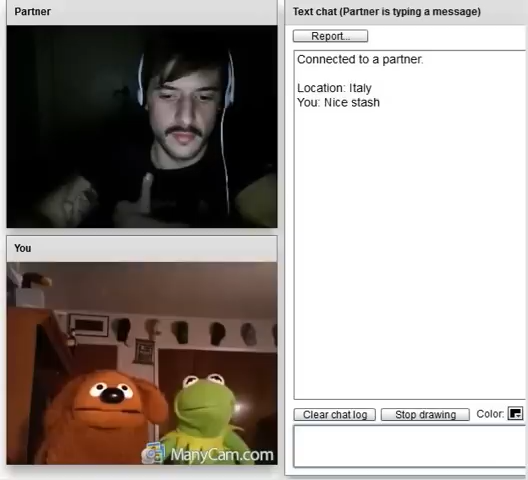 Partner
Text chat (Partner is typing a message)
Report...
Connected to a partner.
Location: Italy
You: Nice stash
You
ManyCam.com
Clear chat log
Stop drawing
Color: